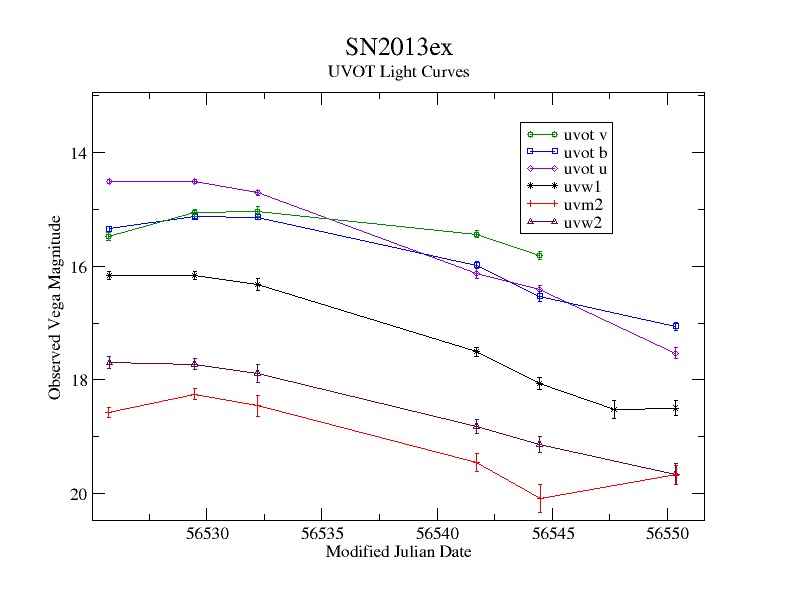 SN2013ex
UVOT Light Curves
uvot v
uvot b
uvot u
uvw1
uvm2
uvw2
14
16
18
20
Observed Vega Magnitude
56530 56535 56540 56545 56550
Modified Julian Date